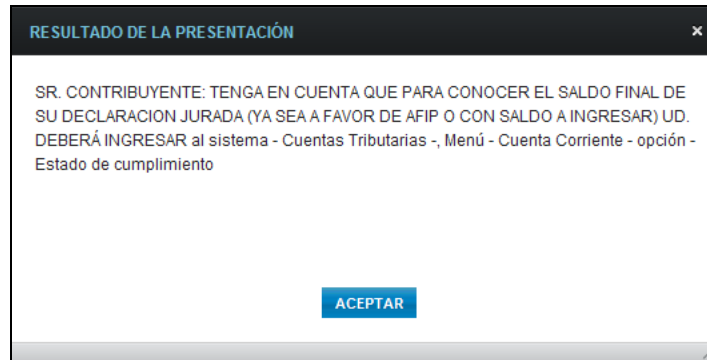 RESULTADO DE LA PRESENTACIÓN
SR. CONTRIBUYENTE: TENGA EN CUENTA QUE PARA CONOCER EL SALDO FINAL DE
SU DECLARACION JURADA (YA SEA A FAVOR DE AFIP O CON SALDO A INGRESAR) UD.
DEBERÁ INGRESAR al sistema - Cuentas Tributarias -, Menú - Cuenta Corriente - opción -
Estado de cumplimiento
ACEPTAR